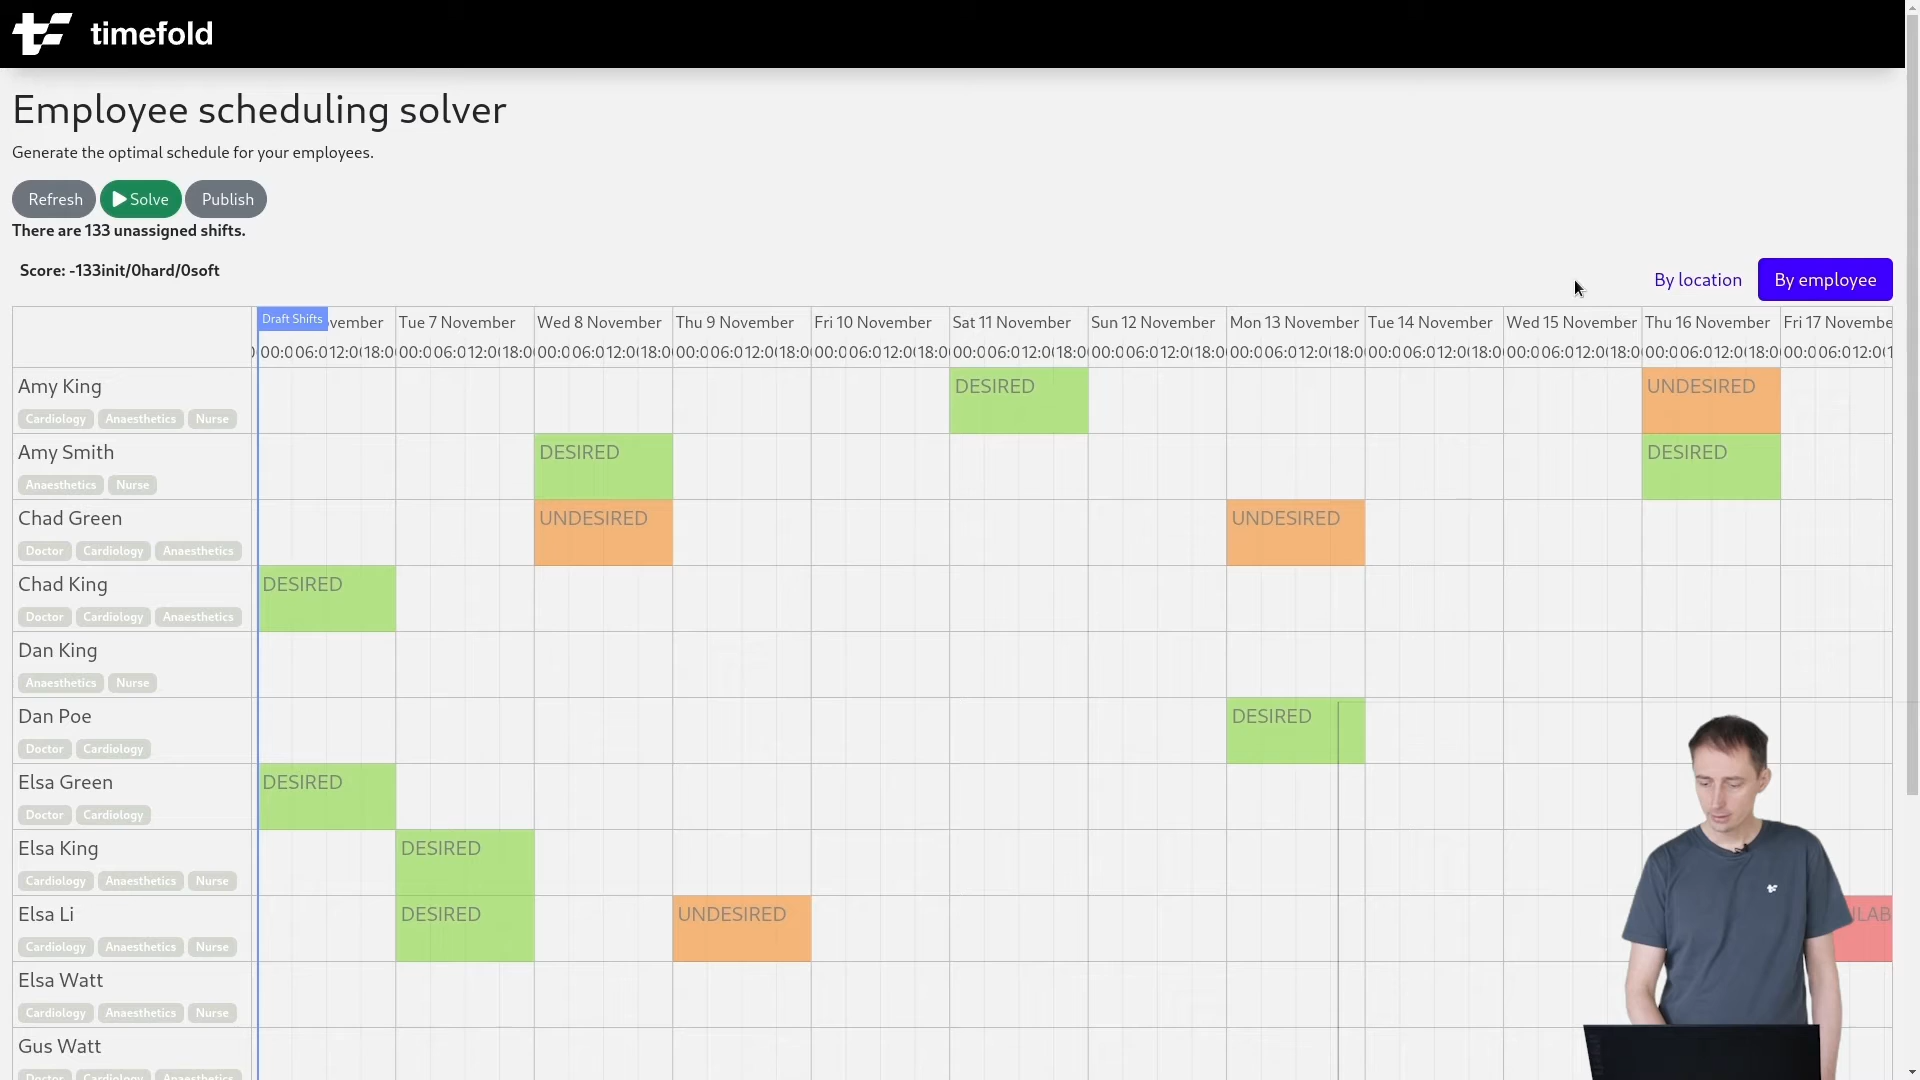 timefold
Employee scheduling solver
Generate the optimal schedule for your employees.
Refresh Solve Publish
There are 133 unassigned shifts.
Score: -133init/0hard/0soft
By location By employee
Draft Shifts Tue 7 November Wed 8 November Thu 9 November Fri 10 November Sat 11 November Sun 12 November Mon 13 November Tue 14 November Wed 15 November Thu 16 November Fri 17
Amy King DESIRED UNDESIRED
Cardiology Anaesthetics Nurse
Amy Smith DESIRED DESIRED
Anaesthetics Nurse
Chad Green UNDESIRED UNDESIRED
Doctor Cardiology Anaesthetics
Chad King DESIRED
Doctor Cardiology Anaesthetics
Dan King
Anaesthetics Nurse
Dan Poe DESIRED
Doctor Cardiology
Elsa Green DESIRED
Doctor Cardiology
Elsa King DESIRED
Cardiology Anaesthetics Nurse
Elsa Li DESIRED UNDESIRED
Cardiology Anaesthetics Nurse
Elsa Watt
Cardiology Anaesthetics Nurse
Gus Watt
Doctor Cardiology Anaesthetics